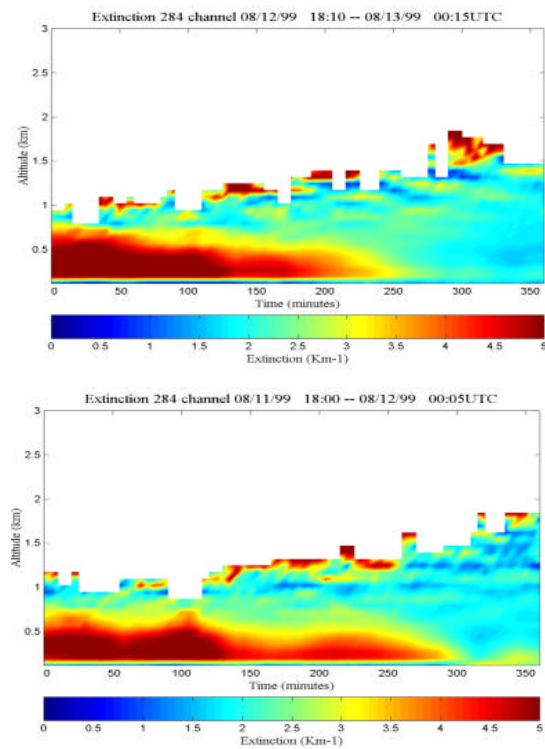 Extinction 284 channel 08/12/99 18:10 -- 08/13/99 00:15UTC
3
2.5
2
1.5
1
0.5
Altitude (km)
0 50 100 150 200 250 300 350
Time (minutes)
0 0.5 1 1.5 2 2.5 3 3.5 4 4.5 5
Extinction (Km-1)
Extinction 284 channel 08/11/99 18:00 -- 08/12/99 00:05UTC
3
2.5
2
1.5
1
0.5
Altitude (km)
0 50 100 150 200 250 300 350
Time (minutes)
0 0.5 1 1.5 2 2.5 3 3.5 4 4.5 5
Extinction (Km-1)